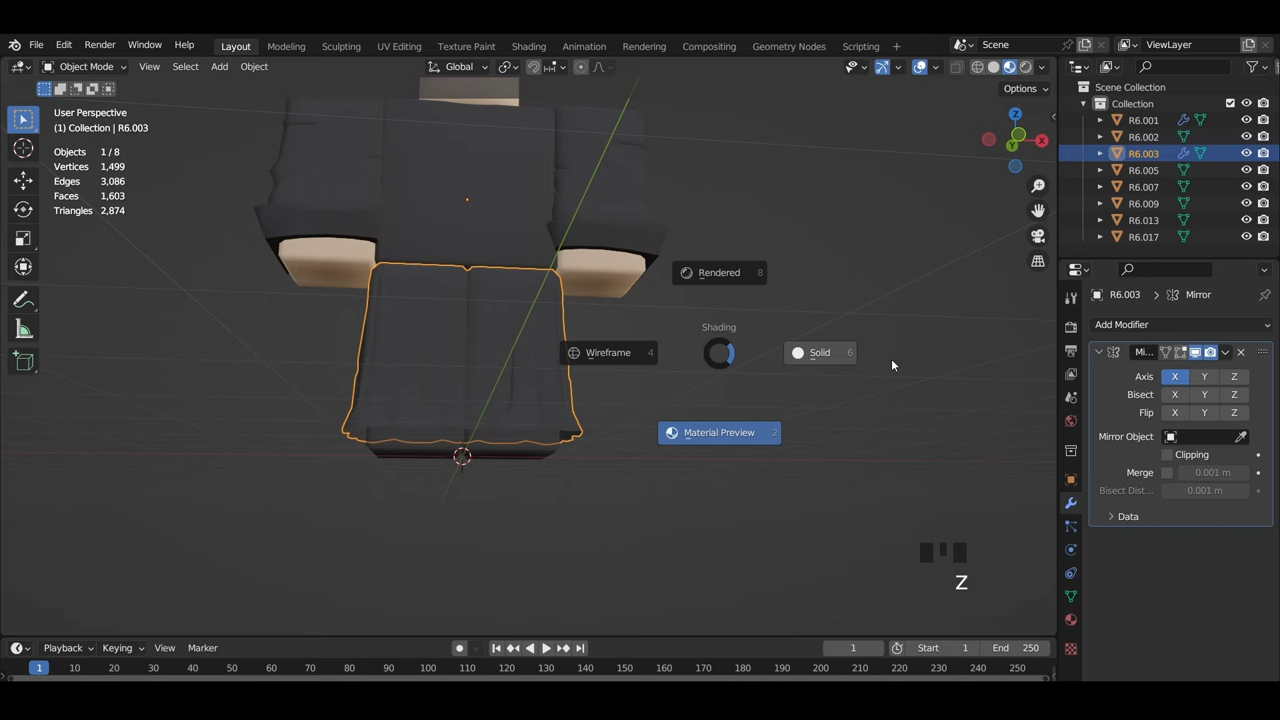 File Edit Render Window Help Layout Modeling Sculpting UV Editing Texture Paint Shading Animation Rendering Compositing Geometry Nodes Scripting + Scene ViewLayer
Object Mode View Select Add Object Global
Options
User Perspective
(1) Collection | R6.003
Objects 1 / 8
Vertices 1,499
Edges 3,086
Faces 1,603
Triangles 2,874
Z
X
Y
Rendered 8
Shading
Wireframe 4
Solid 6
Material Preview 2
Z
Scene Collection
Collection
R6.001
R6.002
R6.003
R6.005
R6.007
R6.009
R6.013
R6.017
R6.003 > Mirror
Add Modifier
Mi...
Axis X Y Z
Bisect X Y Z
Flip X Y Z
Mirror Object
Clipping
Merge 0.001 m
Bisect Dist... 0.001 m
Data
Playback Keying View Marker 1 Start 1 End 250
1 10 20 30 40 50 60 70 80 90 100 110 120 130 140 150 160 170 180 190 200 210 220 230 240 250